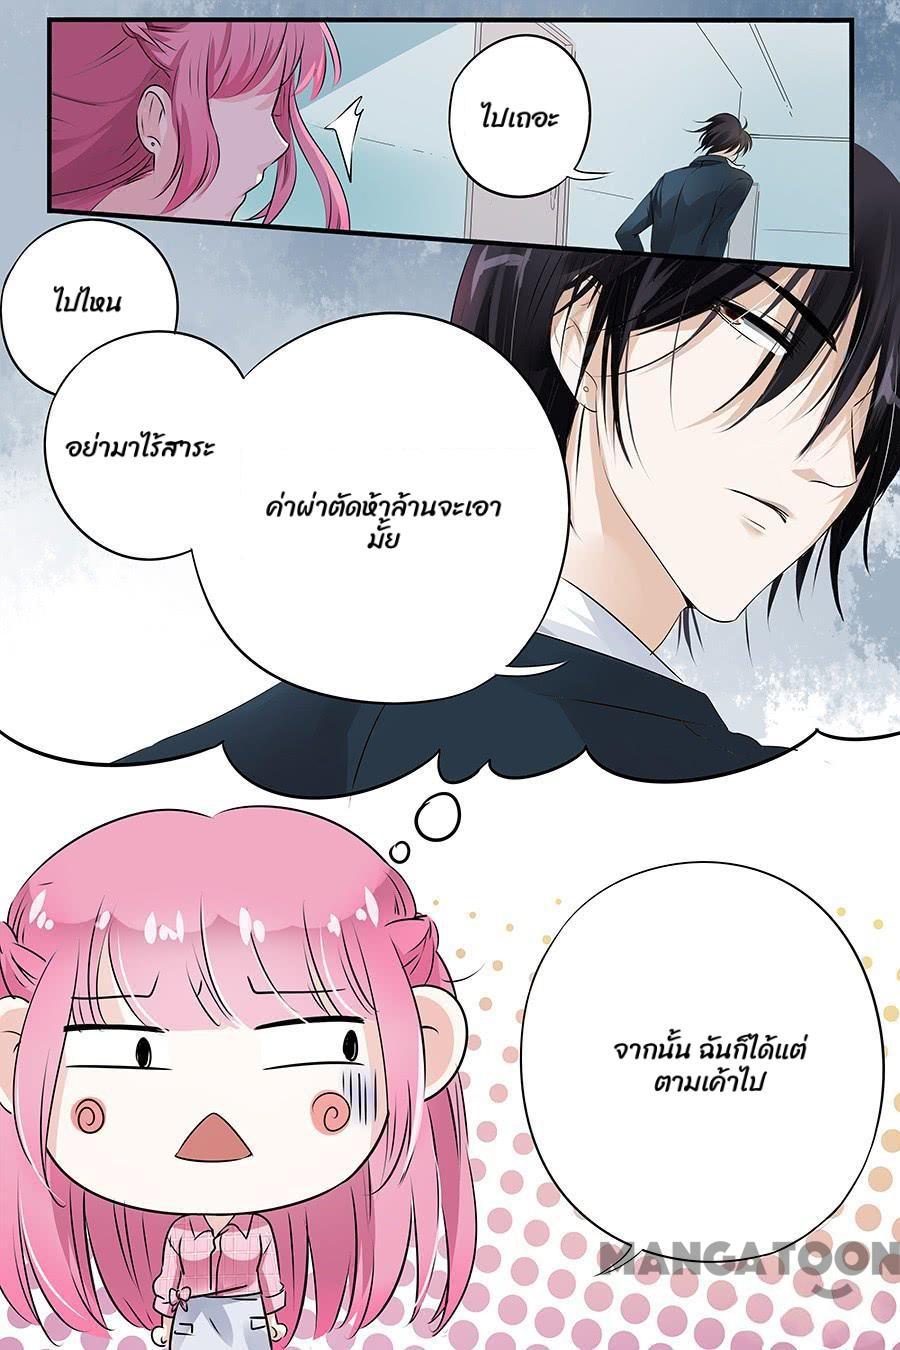 ไปเถอะ
ไปไหน
อย่ามาไร้สาระ
ค่าผ่าตัดห้าล้านจะเอา
มั้ย
จากนั้น ฉันก็ได้แต่
ตามเค้าไป
MANGATOON